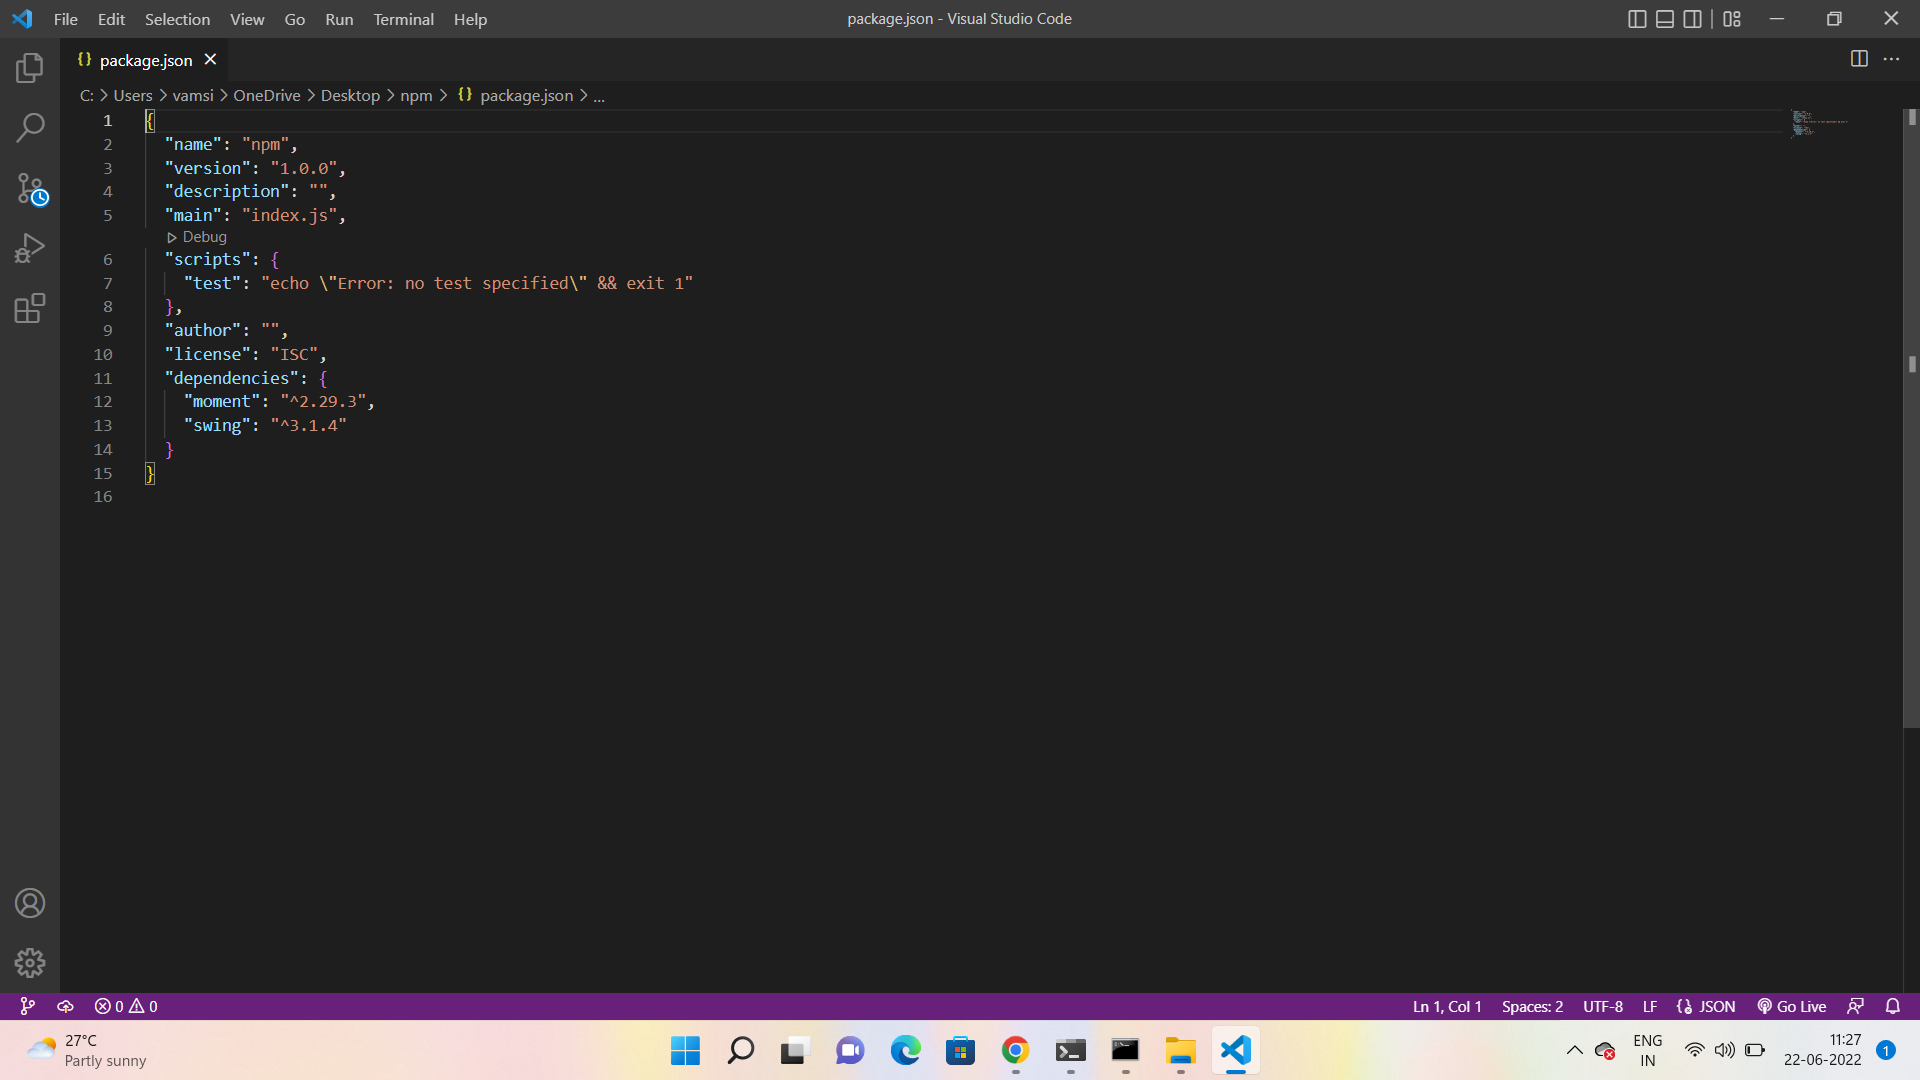 File Edit Selection View Go Run Terminal Help package.json - Visual Studio Code
{} package.json
C: > Users > vamsi > OneDrive > Desktop > npm > {} package.json > ...
1 {
2 "name": "npm",
3 "version": "1.0.0",
4 "description": "",
5 "main": "index.js",
Debug
6 "scripts": {
7 "test": "echo \"Error: no test specified\" && exit 1"
8 },
9 "author": "",
10 "license": "ISC",
11 "dependencies": {
12 "moment": "^2.29.3",
13 "swing": "^3.1.4"
14 }
15 }
16
0 0 Ln 1, Col 1 Spaces: 2 UTF-8 LF {} JSON Go Live
27°C
Partly sunny
ENG
IN
11:27
22-06-2022
1